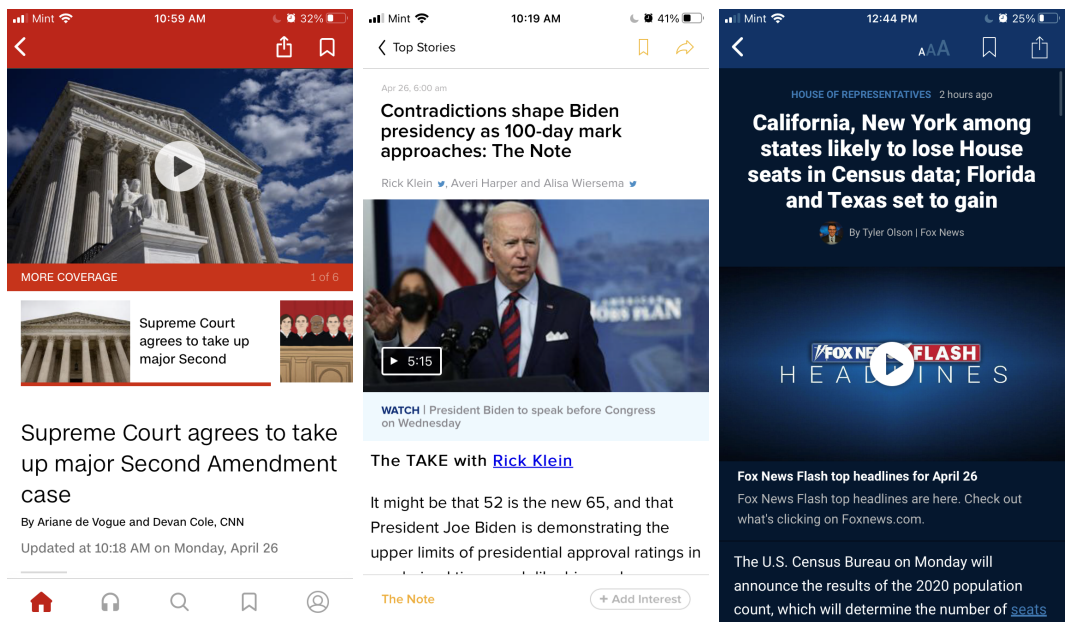 Mint 10:59 AM 32%
MORE COVERAGE 1 of 6
Supreme Court
agrees to take up
major Second
Supreme Court agrees to take
up major Second Amendment
case
By Ariane de Vogue and Devan Cole, CNN
Updated at 10:18 AM on Monday, April 26
Mint 10:19 AM 41%
Top Stories
Apr 26, 6:00 am
Contradictions shape Biden
presidency as 100-day mark
approaches: The Note
Rick Klein , Averi Harper and Alisa Wiersema
JOBS PLAN
5:15
WATCH | President Biden to speak before Congress
on Wednesday
The TAKE with Rick Klein
It might be that 52 is the new 65, and that
President Joe Biden is demonstrating the
upper limits of presidential approval ratings in
The Note + Add Interest
Mint 12:44 PM 25%
AAA
HOUSE OF REPRESENTATIVES 2 hours ago
California, New York among
states likely to lose House
seats in Census data; Florida
and Texas set to gain
By Tyler Olson | Fox News
FOX NEWS FLASH
HEADLINES
Fox News Flash top headlines for April 26
Fox News Flash top headlines are here. Check out
what's clicking on Foxnews.com.
The U.S. Census Bureau on Monday will
announce the results of the 2020 population
count, which will determine the number of seats